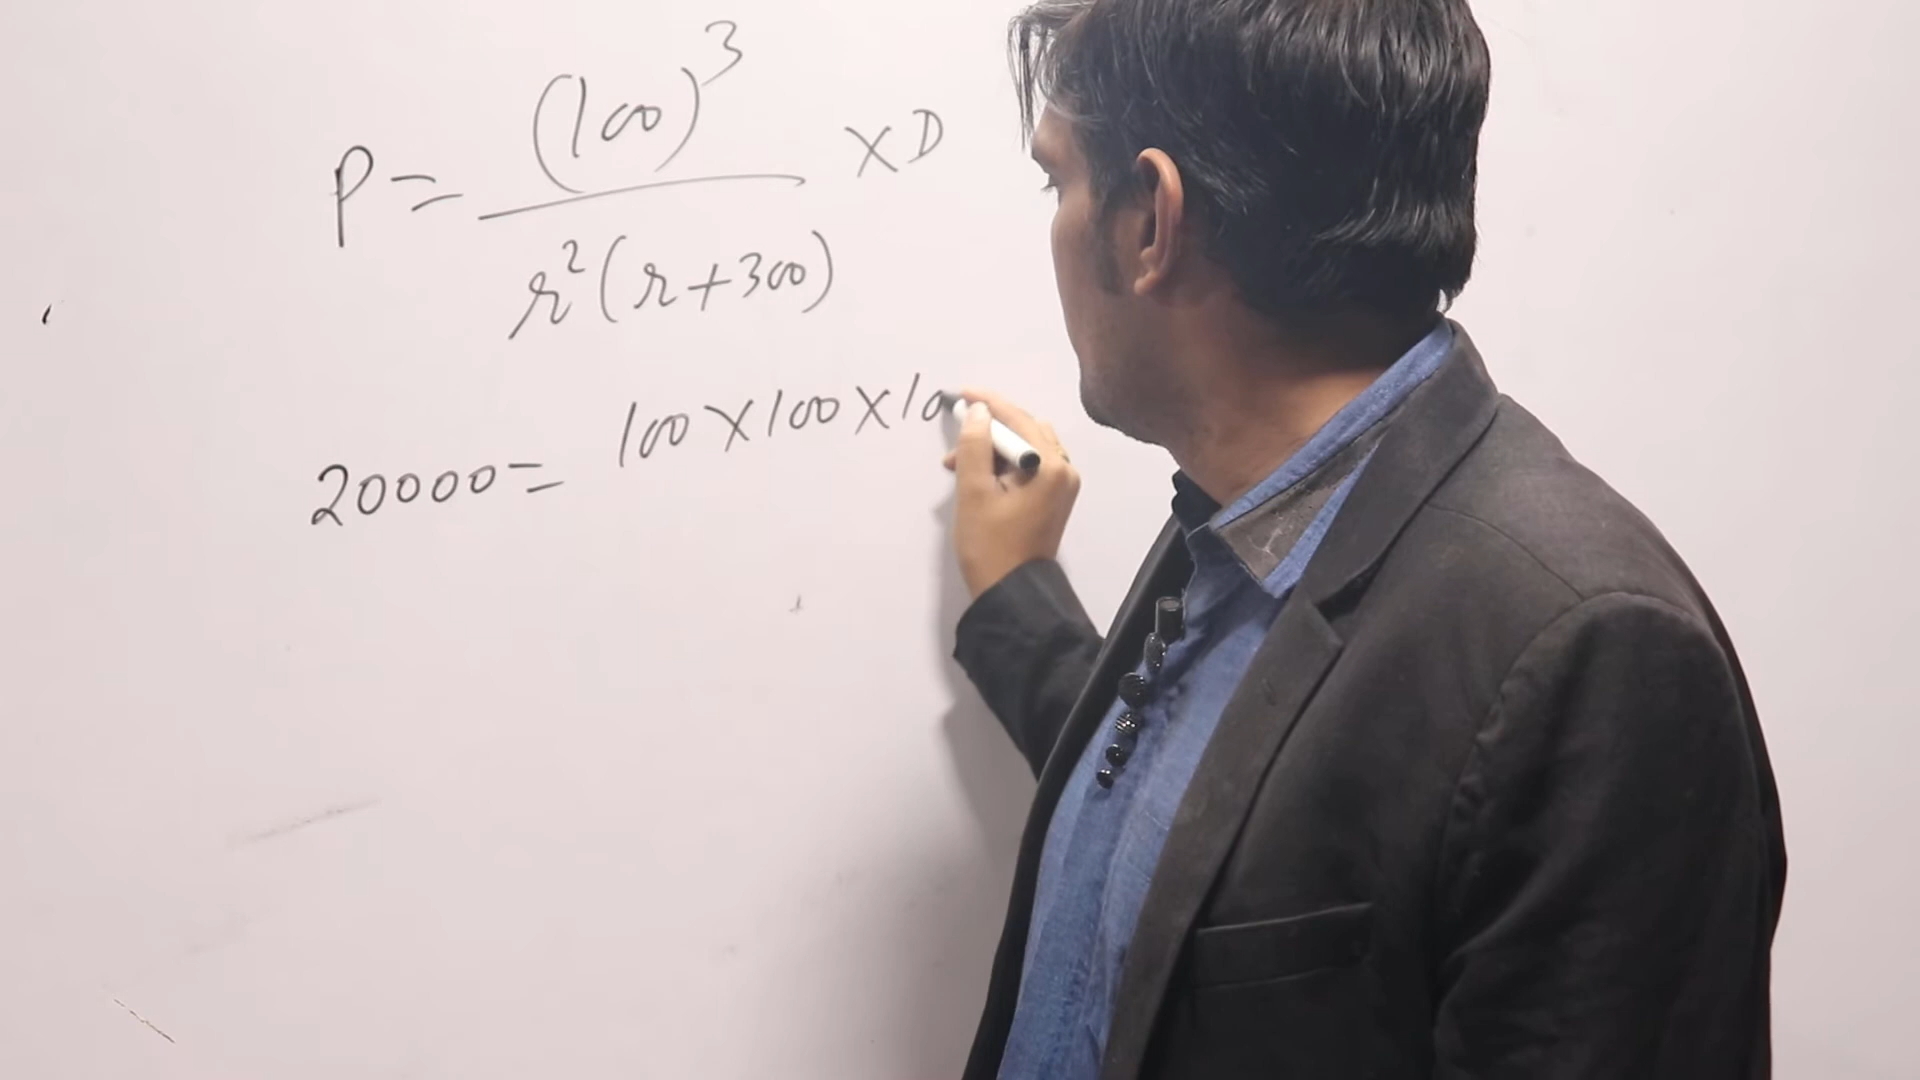 P = (100)³ / r²(r+300) × D
20000 = 100 × 100 × 10